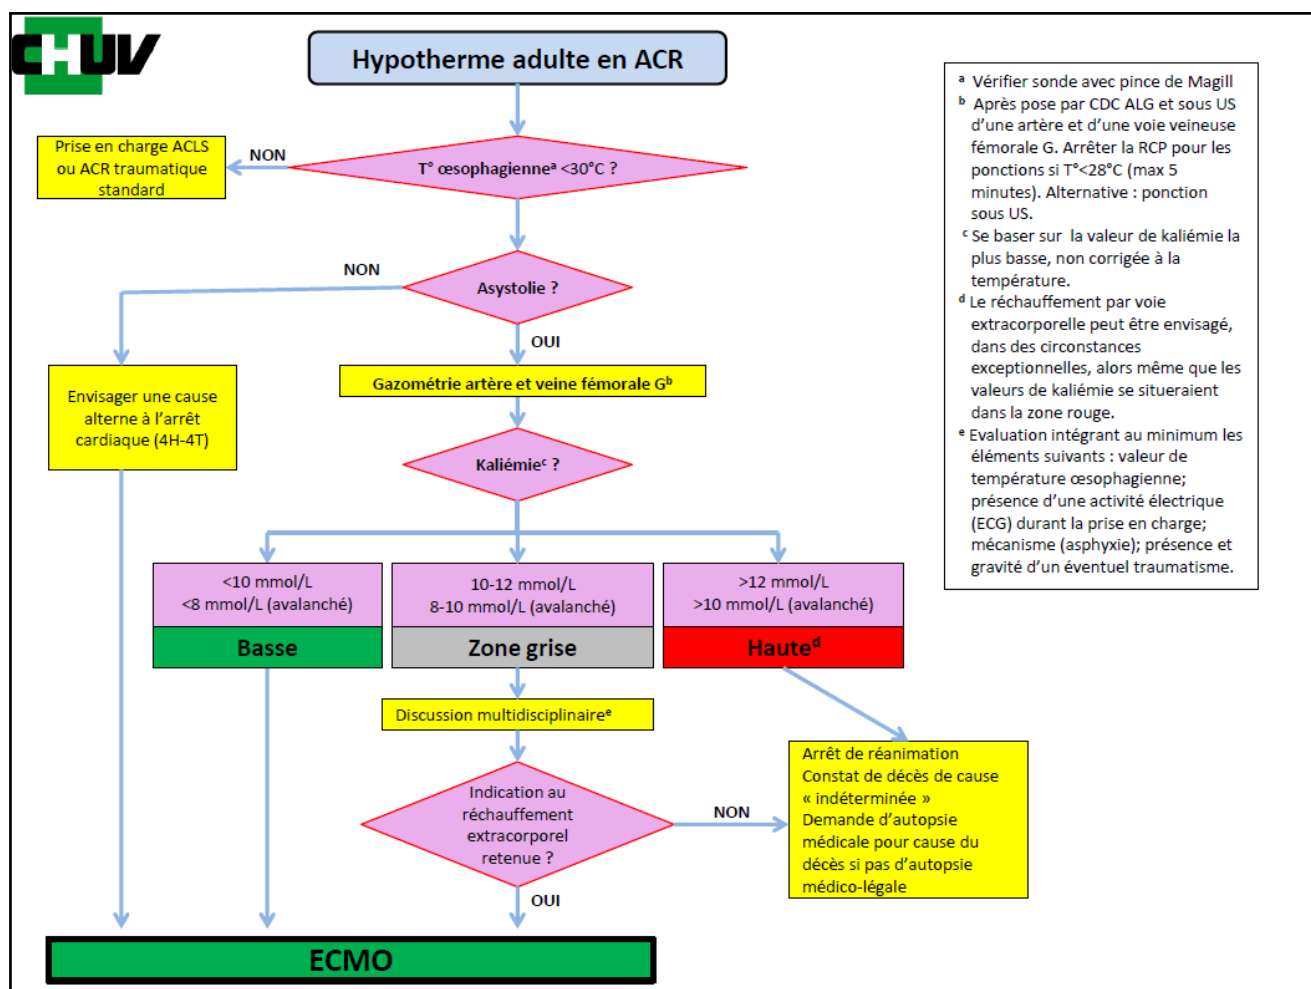 CHUV
Hypotherme adulte en ACR
Prise en charge ACLS
ou ACR traumatique
standard
NON
T° œsophagienneᵃ <30°C ?
NON
Asystolie ?
OUI
Envisager une cause
alterne à l'arrêt
cardiaque (4H-4T)
Gazométrie artère et veine fémorale Gᵇ
Kaliémieᶜ ?
<10 mmol/L
<8 mmol/L (avalanché)
Basse
10-12 mmol/L
8-10 mmol/L (avalanché)
Zone grise
>12 mmol/L
>10 mmol/L (avalanché)
Hauteᵈ
Discussion multidisciplinaireᵉ
Indication au
réchauffement
extracorporel
retenue ?
NON
OUI
Arrêt de réanimation
Constat de décès de cause
« indéterminée »
Demande d'autopsie
médicale pour cause du
décès si pas d'autopsie
médico-légale
ECMO
ᵃ Vérifier sonde avec pince de Magill
ᵇ Après pose par CDC ALG et sous US
d'une artère et d'une voie veineuse
fémorale G. Arrêter la RCP pour les
ponctions si T°<28°C (max 5
minutes). Alternative : ponction
sous US.
ᶜ Se baser sur la valeur de kaliémie la
plus basse, non corrigée à la
température.
ᵈ Le réchauffement par voie
extracorporelle peut être envisagé,
dans des circonstances
exceptionnelles, alors même que les
valeurs de kaliémie se situeraient
dans la zone rouge.
ᵉ Evaluation intégrant au minimum les
éléments suivants : valeur de
température œsophagienne;
présence d'une activité électrique
(ECG) durant la prise en charge;
mécanisme (asphyxie); présence et
gravité d'un éventuel traumatisme.